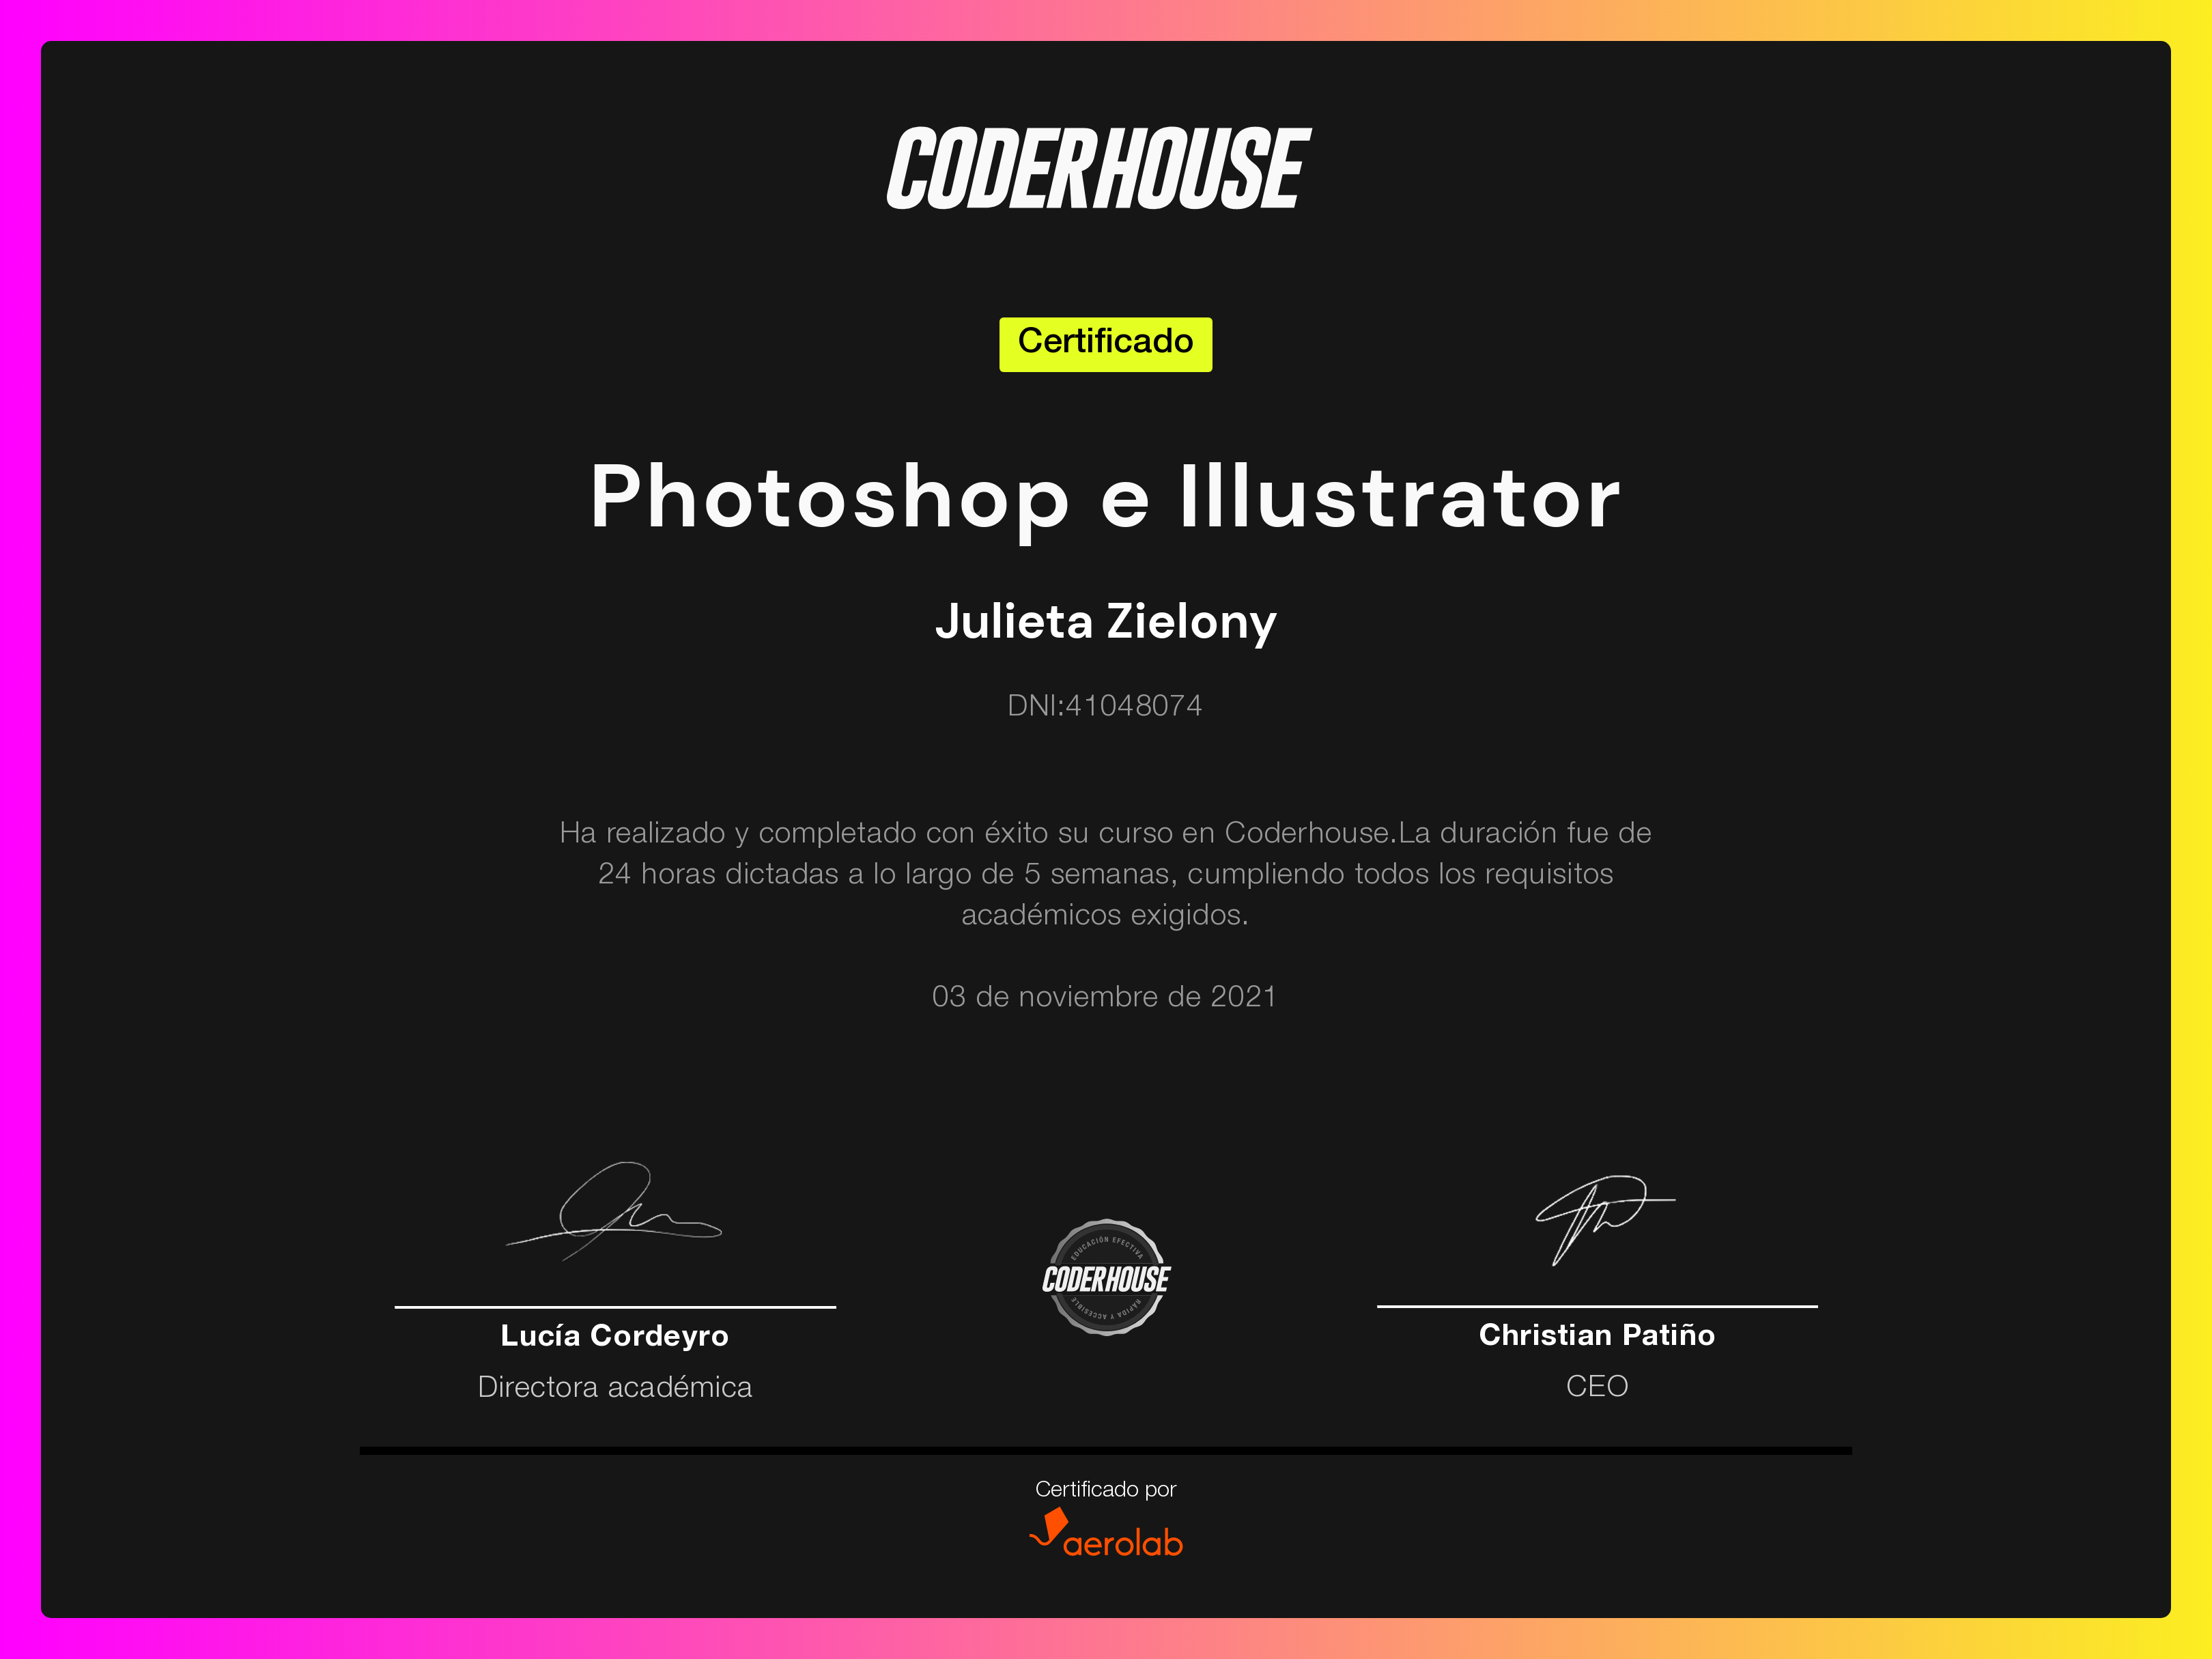 CODERHOUSE
Certificado
Photoshop e Illustrator
Julieta Zielony
DNI:41048074
Ha realizado y completado con éxito su curso en Coderhouse.La duración fue de
24 horas dictadas a lo largo de 5 semanas, cumpliendo todos los requisitos
académicos exigidos.
03 de noviembre de 2021
EDUCACIÓN EFECTIVA
CODERHOUSE
RÁPIDA Y ACCESIBLE
Lucía Cordeyro
Directora académica
Christian Patiño
CEO
Certificado por
aerolab